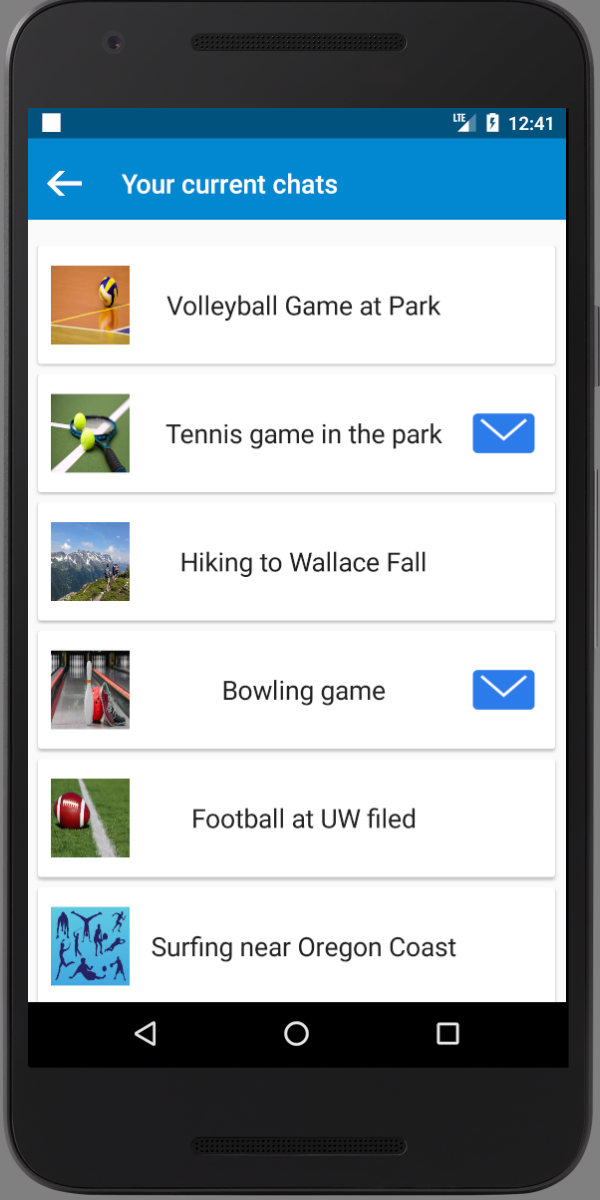 LTE 12:41
Your current chats
Volleyball Game at Park
Tennis game in the park
Hiking to Wallace Fall
Bowling game
Football at UW filed
Surfing near Oregon Coast